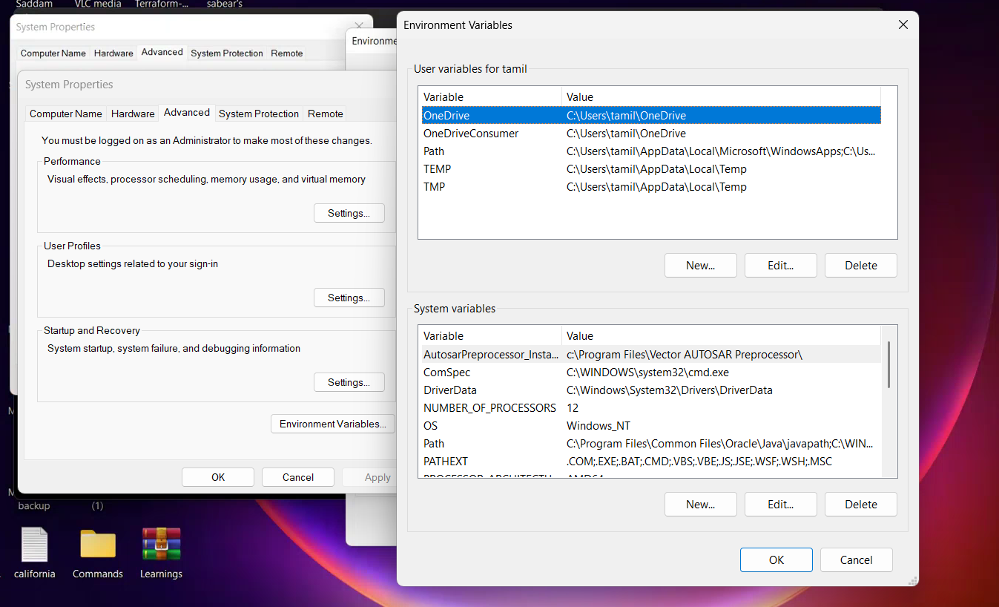 Saddam
VLC media
Terraform-...
sabear's
System Properties
Computer Name
Hardware
Advanced
System Protection
Remote
System Properties
Computer Name
Hardware
Advanced
System Protection
Remote
You must be logged on as an Administrator to make most of these changes.
Performance
Visual effects, processor scheduling, memory usage, and virtual memory
Settings...
User Profiles
Desktop settings related to your sign-in
Settings...
Startup and Recovery
System startup, system failure, and debugging information
Settings...
Environment Variables...
OK
Cancel
Apply
backup
(1)
california
Commands
Learnings
Environment Variables
User variables for tamil
Variable Value
OneDrive C:\Users\tamil\OneDrive
OneDriveConsumer C:\Users\tamil\OneDrive
Path C:\Users\tamil\AppData\Local\Microsoft\WindowsApps;C:\Us...
TEMP C:\Users\tamil\AppData\Local\Temp
TMP C:\Users\tamil\AppData\Local\Temp
New...
Edit...
Delete
System variables
Variable Value
AutosarPreprocessor_Insta... c:\Program Files\Vector AUTOSAR Preprocessor\
ComSpec C:\WINDOWS\system32\cmd.exe
DriverData C:\Windows\System32\Drivers\DriverData
NUMBER_OF_PROCESSORS 12
OS Windows_NT
Path C:\Program Files\Common Files\Oracle\Java\javapath;C:\WIN...
PATHEXT .COM;.EXE;.BAT;.CMD;.VBS;.VBE;.JS;.JSE;.WSF;.WSH;.MSC
New...
Edit...
Delete
OK
Cancel